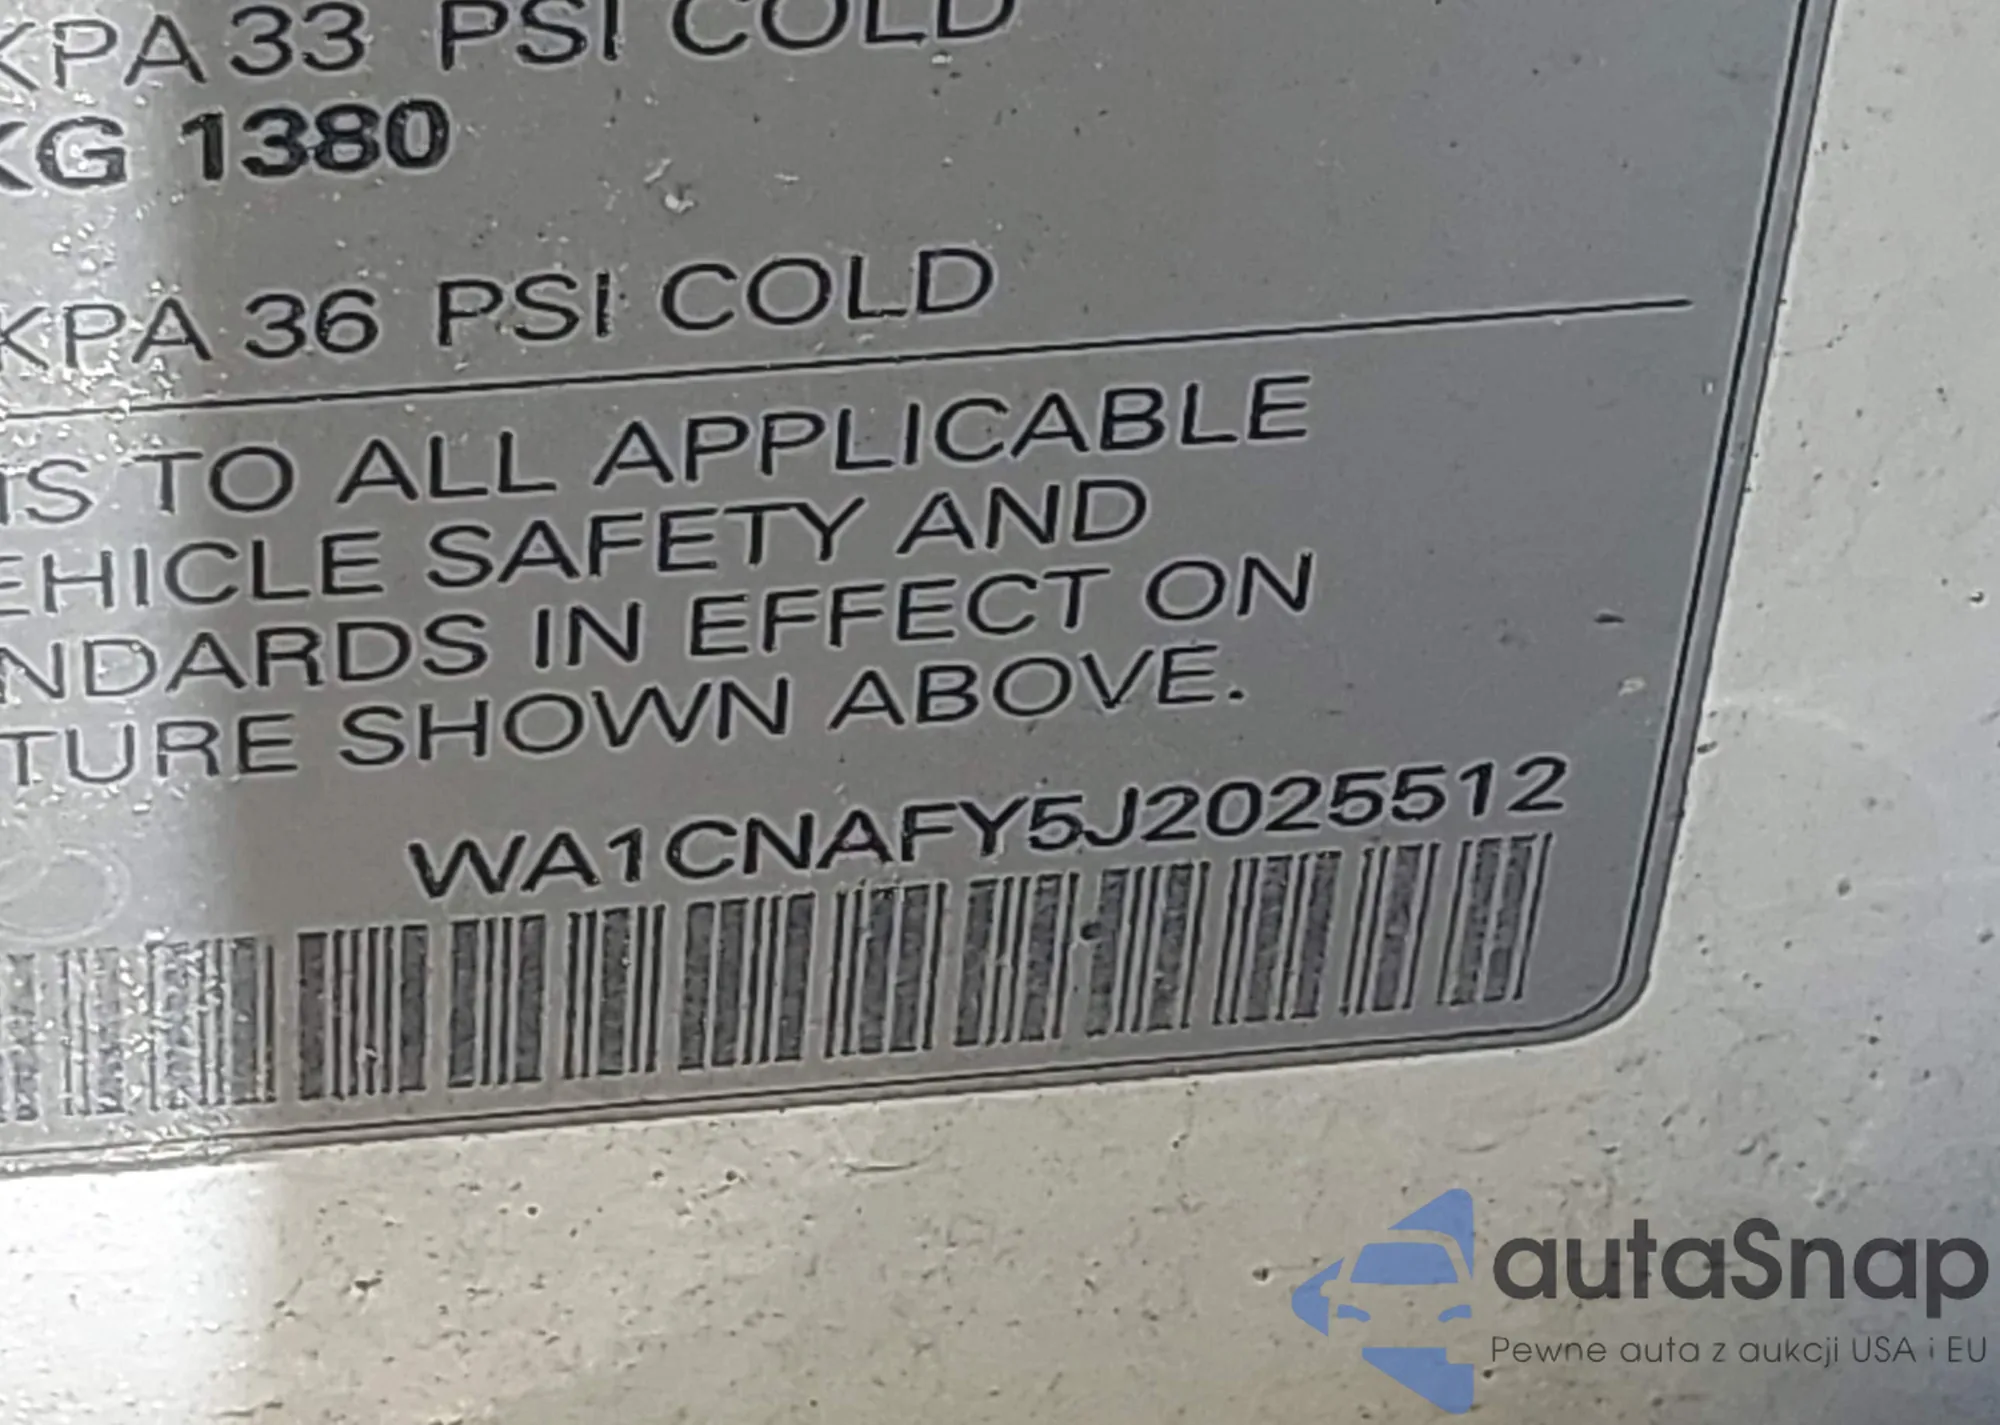 KPA 33 PSI COLD
KG 1380
KPA 36 PSI COLD
TO ALL APPLICABLE
EHICLE SAFETY AND
NDARDS IN EFFECT ON
TURE SHOWN ABOVE.
WA1CNAFY5J2025512
autaSnap
Pewne auta z aukcji USA i EU